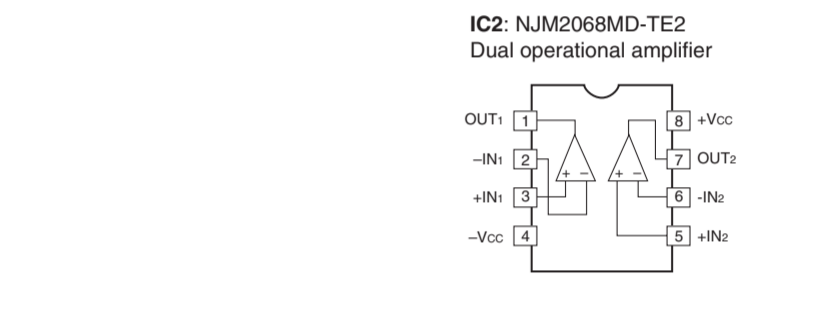 IC2: NJM2068MD-TE2
Dual operational amplifier
OUT1 1 8 +VCC
–IN1 2 7 OUT2
+ – + –
+IN1 3 6 -IN2
–VCC 4 5 +IN2